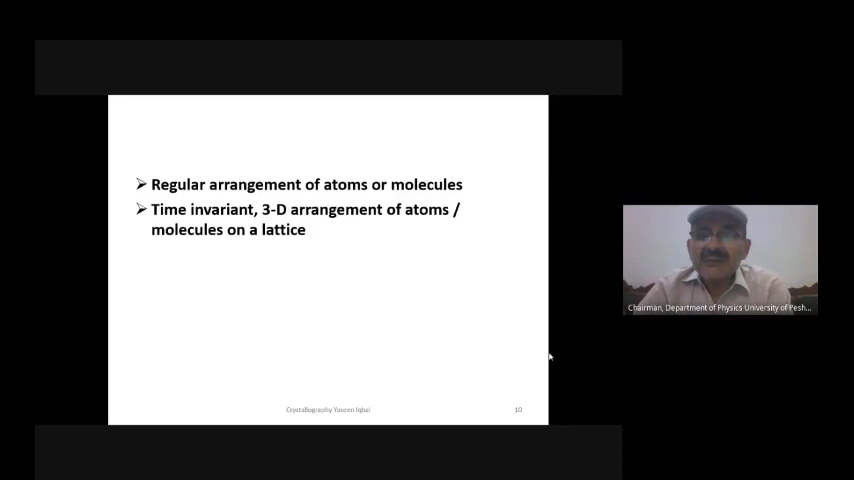 ➢ Regular arrangement of atoms or molecules
➢ Time invariant, 3-D arrangement of atoms /
molecules on a lattice
Crystallography Yaseen Iqbal
10
Chairman, Department of Physics University of Pesh...